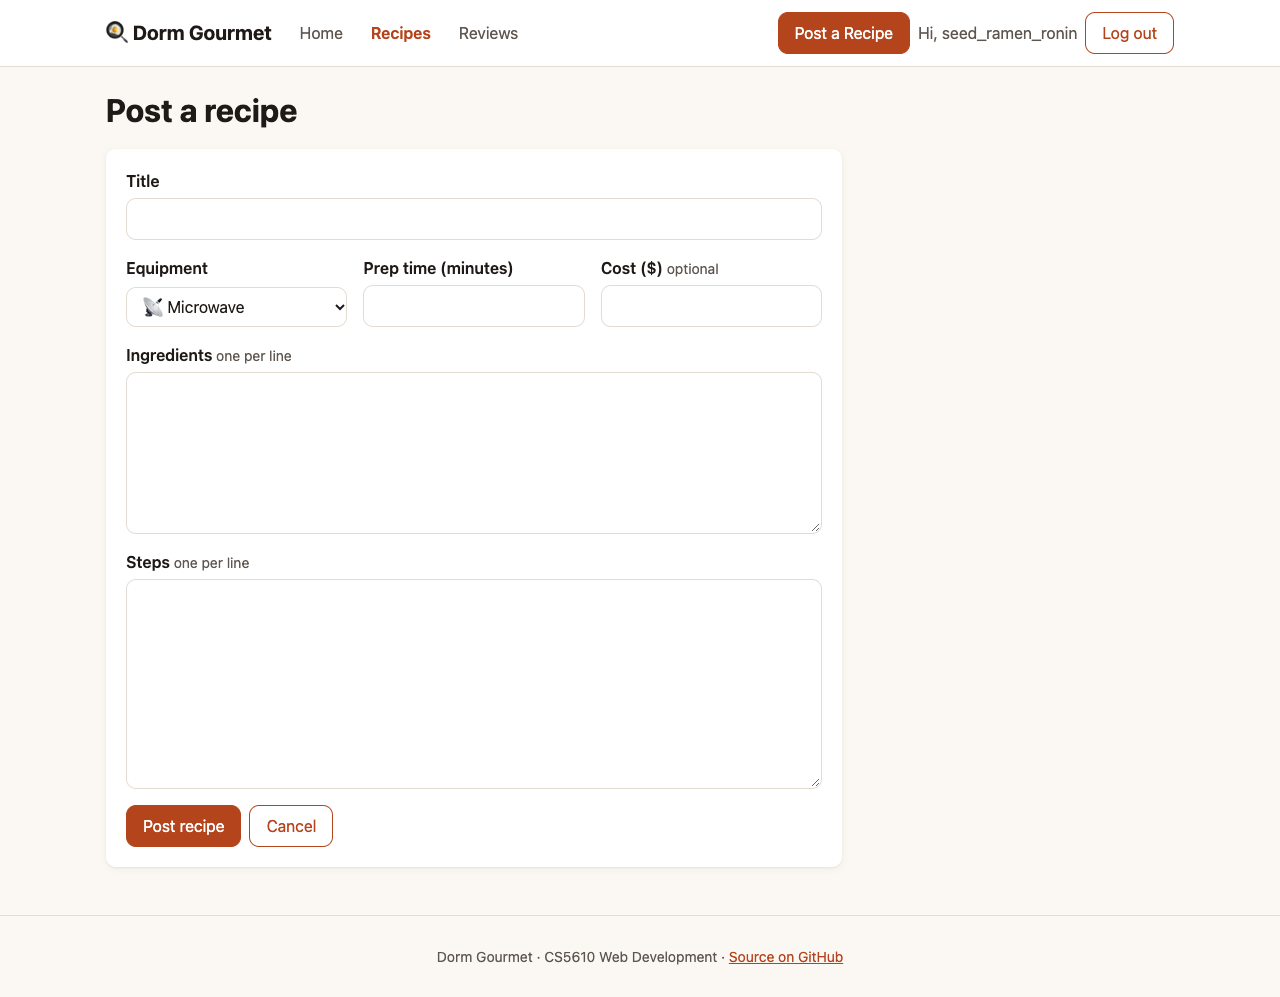 Dorm Gourmet Home Recipes Reviews Post a Recipe Hi, seed_ramen_ronin Log out
Post a recipe
Title
Equipment Prep time (minutes) Cost ($) optional
Microwave
Ingredients one per line
Steps one per line
Post recipe Cancel
Dorm Gourmet · CS5610 Web Development · Source on GitHub